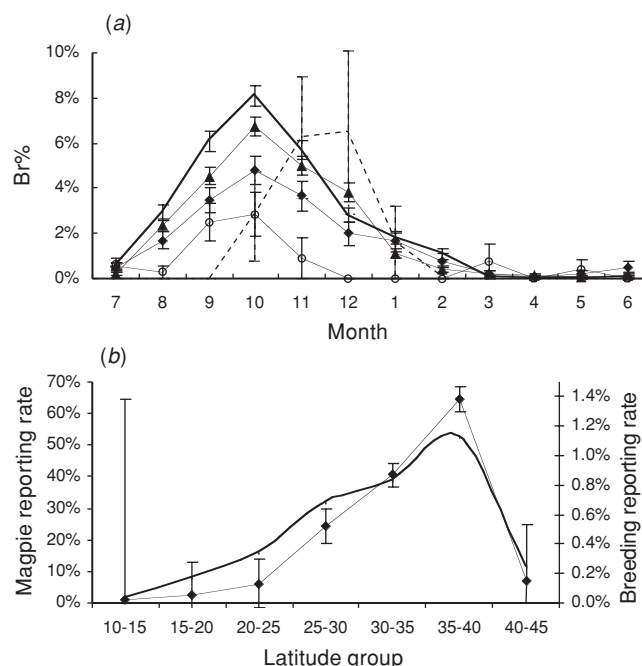 (a)
10%
8%
6%
4%
2%
0%
Br%
7 8 9 10 11 12 1 2 3 4 5 6
Month
(b)
70%
60%
50%
40%
30%
20%
10%
0%
Magpie reporting rate
1.4%
1.2%
1.0%
0.8%
0.6%
0.4%
0.2%
0.0%
Breeding reporting rate
10-15 15-20 20-25 25-30 30-35 35-40 40-45
Latitude group